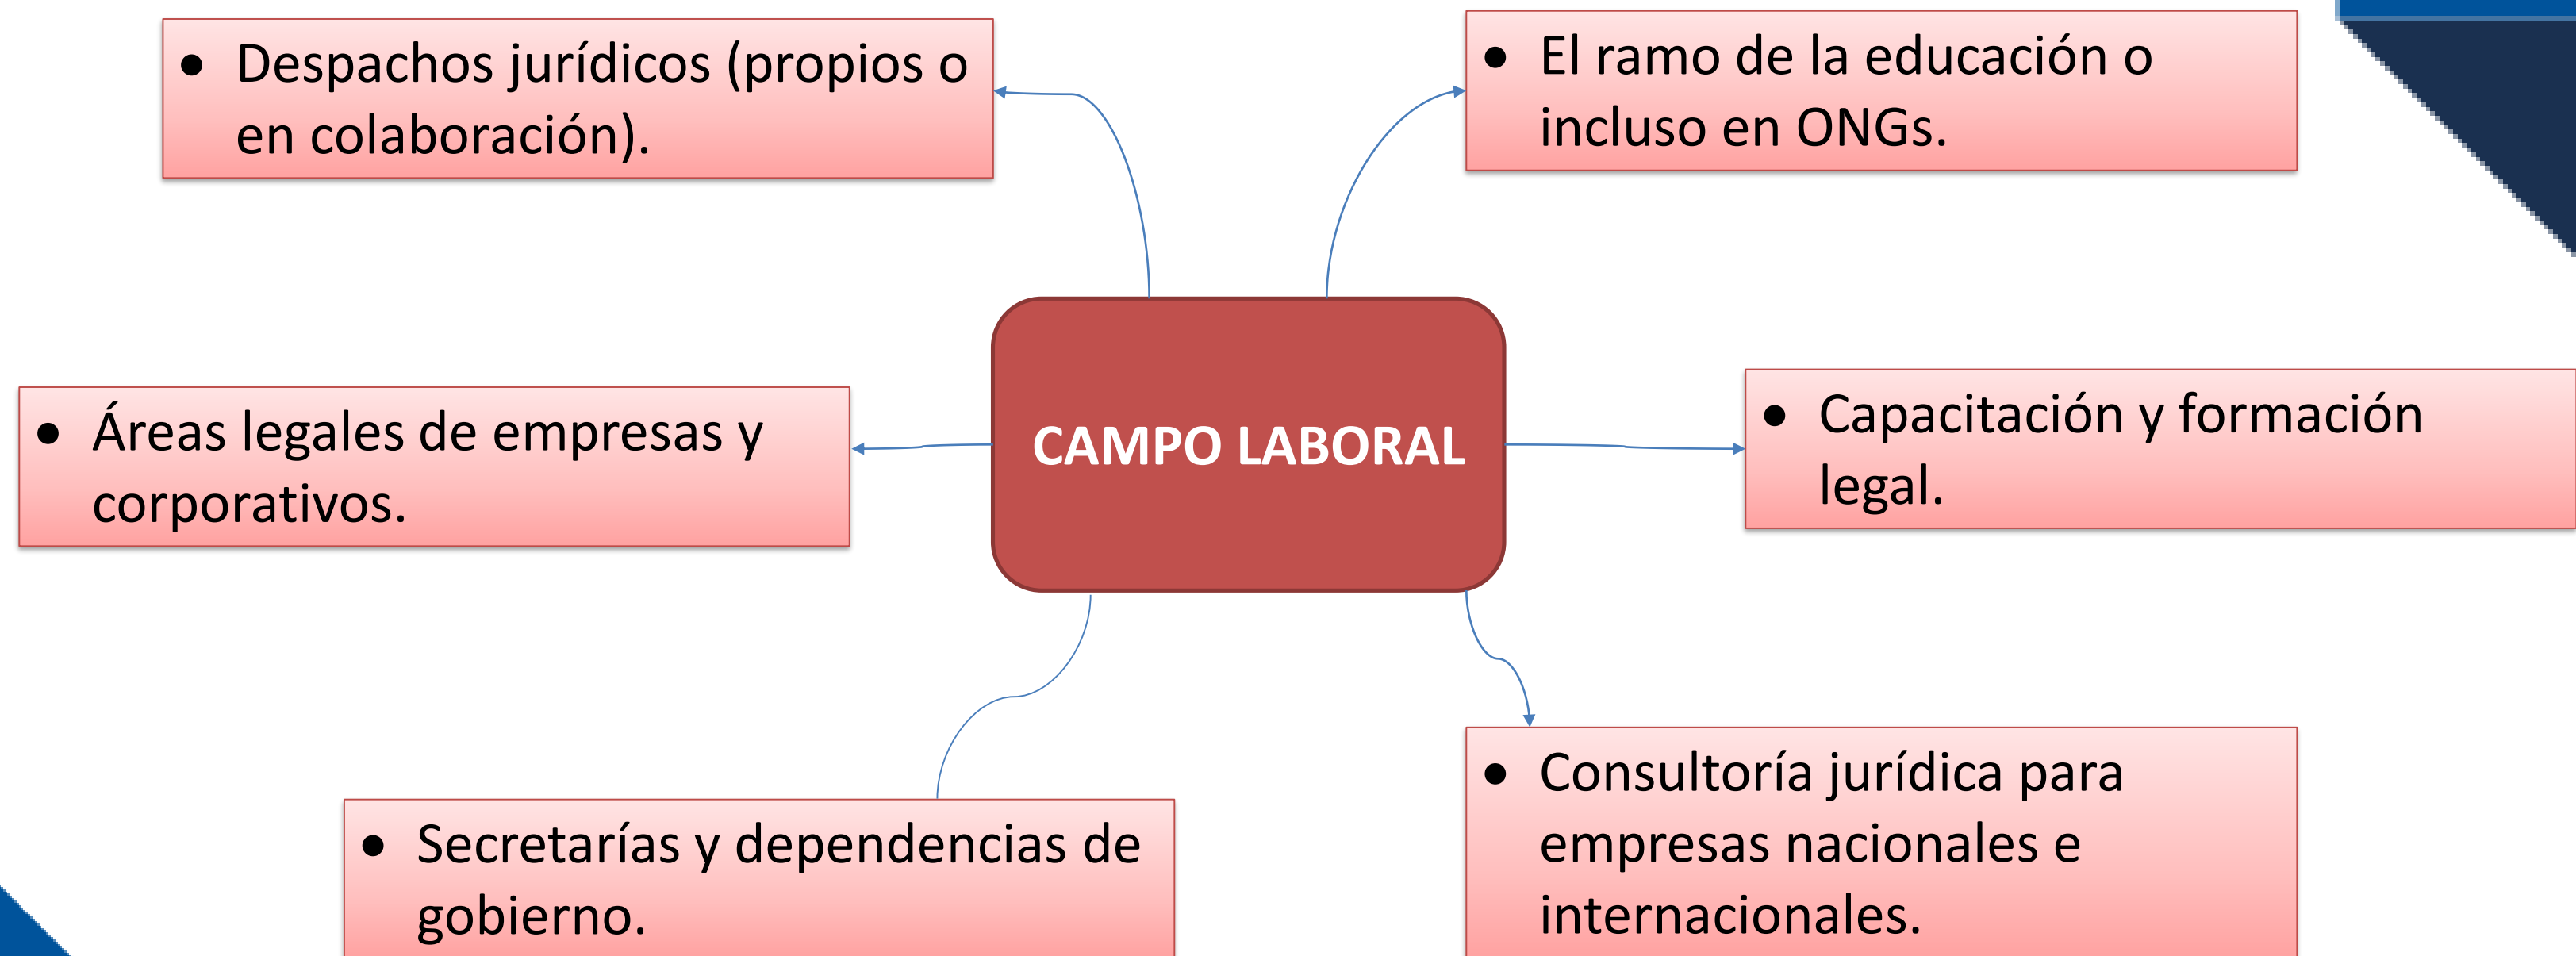 • Despachos jurídicos (propios o
en colaboración).
• El ramo de la educación o
incluso en ONGs.
• Áreas legales de empresas y
corporativos.
CAMPO LABORAL
• Capacitación y formación
legal.
• Secretarías y dependencias de
gobierno.
• Consultoría jurídica para
empresas nacionales e
internacionales.